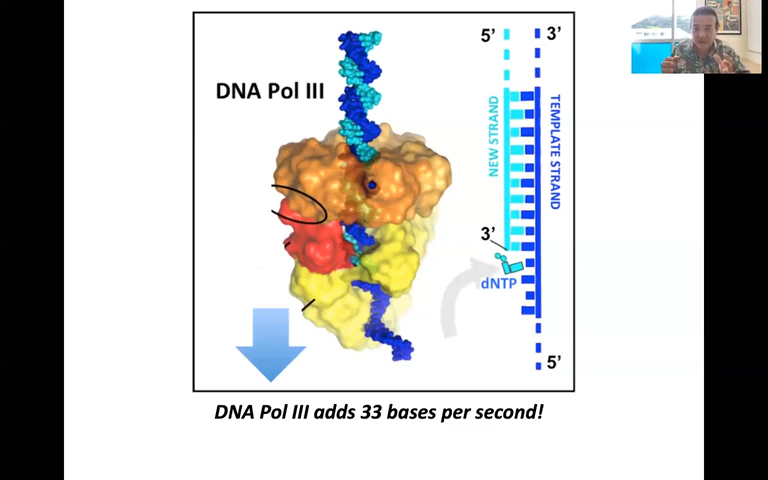 DNA Pol III
5’
3’
NEW STRAND
TEMPLATE STRAND
3’
dNTP
5’
DNA Pol III adds 33 bases per second!